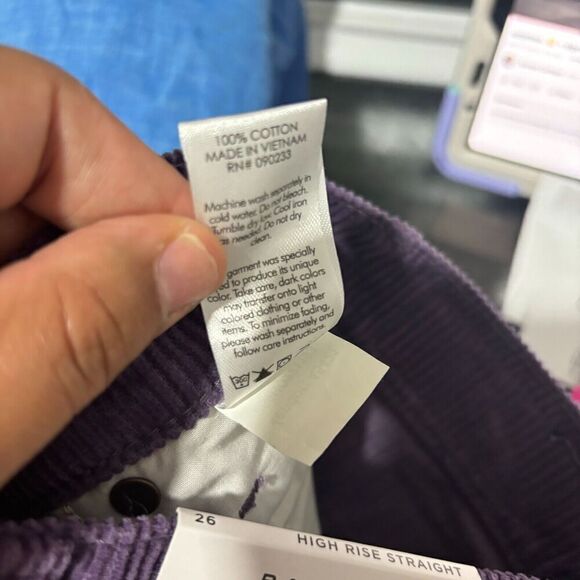 100% COTTON
MADE IN VIETNAM
RN# 090233
Machine wash separately in
cold water. Do not bleach.
Tumble dry low. Cool iron
as needed. Do not dry
clean.
garment was specially
to produce its unique
color. Take care, dark colors
may transfer onto light
colored clothing or other
items. To minimize fading,
please wash separately and
follow care instructions.
26
HIGH RISE STRAIGHT